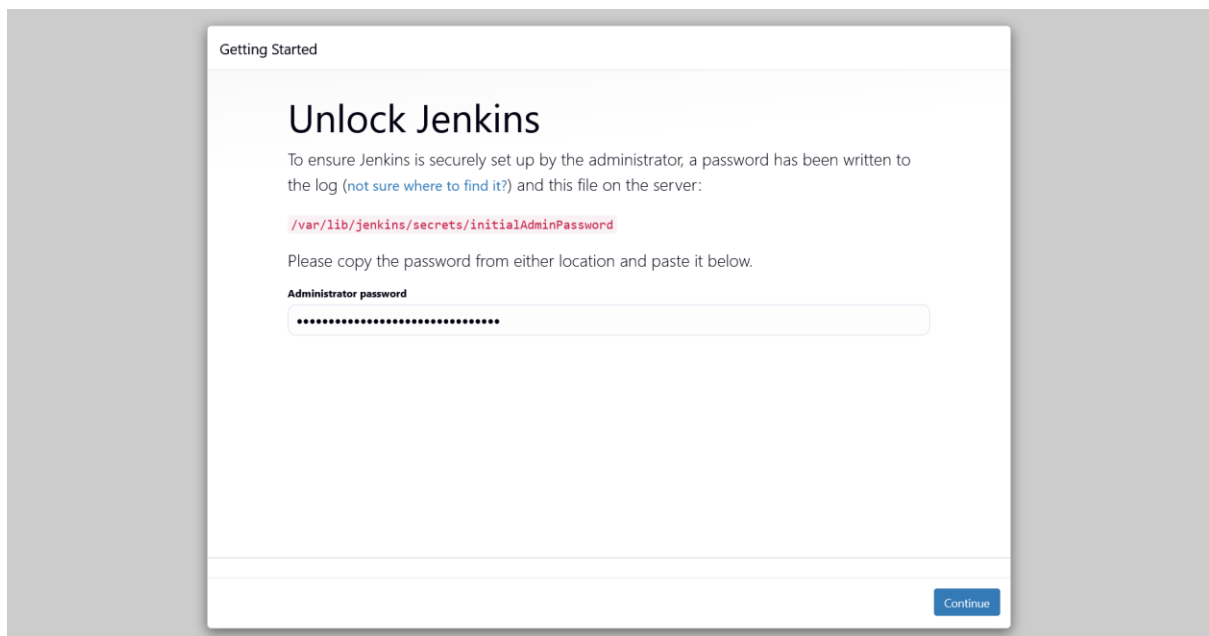 Getting Started
Unlock Jenkins
To ensure Jenkins is securely set up by the administrator, a password has been written to
the log (not sure where to find it?) and this file on the server:
/var/lib/jenkins/secrets/initialAdminPassword
Please copy the password from either location and paste it below.
Administrator password
••••••••••••••••••••••••••••••••
Continue